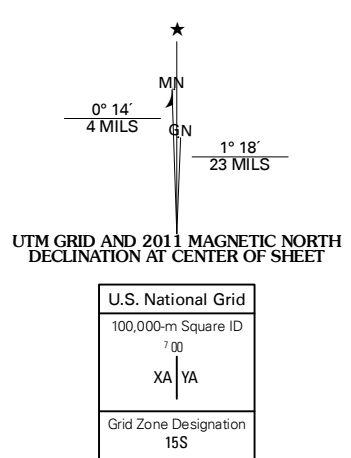 ★
MN
0° 14´
4 MILS
GN
1° 18´
23 MILS
UTM GRID AND 2011 MAGNETIC NORTH
DECLINATION AT CENTER OF SHEET
U.S. National Grid
100,000-m Square ID
7 00
XA YA
Grid Zone Designation
15S